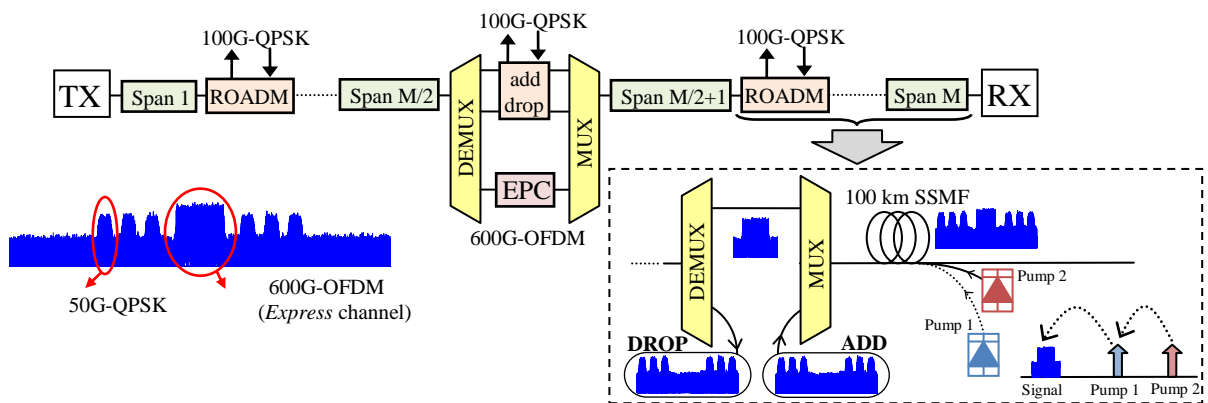 100G-QPSK
100G-QPSK
100G-QPSK
TX
Span 1
ROADM
Span M/2
DEMUX
add
drop
MUX
EPC
600G-OFDM
Span M/2+1
ROADM
Span M
RX
50G-QPSK
600G-OFDM
(Express channel)
DEMUX
MUX
100 km SSMF
Pump 2
Pump 1
DROP
ADD
Signal
Pump 1
Pump 2